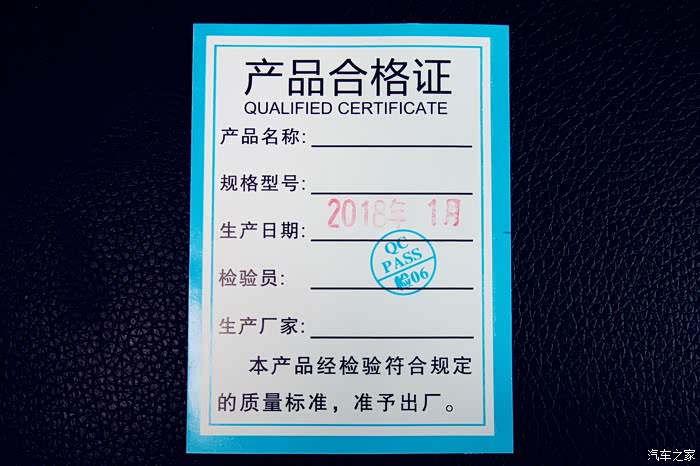 产品合格证
QUALIFIED CERTIFICATE
产品名称:
规格型号:
生产日期: 2018年 1月
QC
PASS
检06
检验员:
生产厂家:
本产品经检验符合规定
的质量标准，准予出厂。
汽车之家